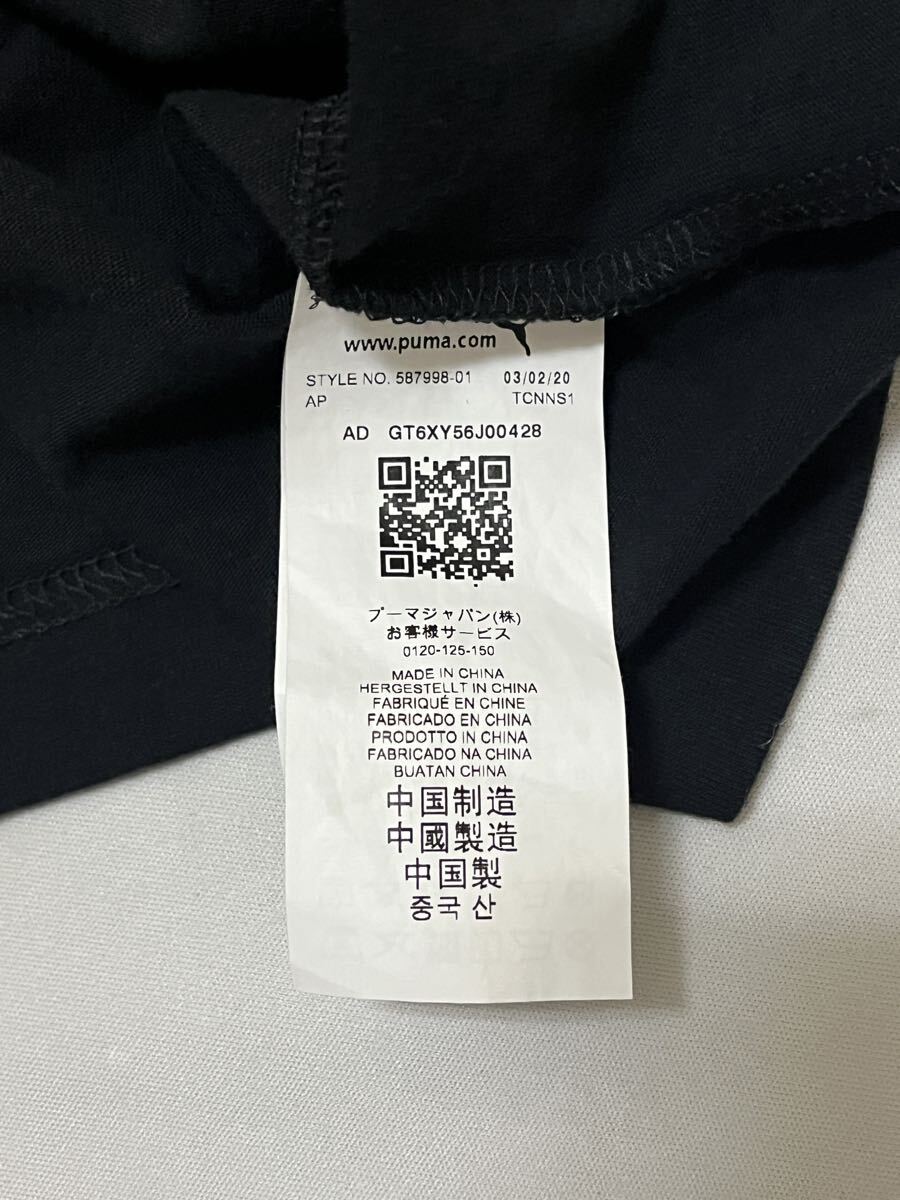 www.puma.com
STYLE NO. 587998-01 03/02/20
AP TCNNS1
AD GT6XY56J00428
プーマジャパン(株)
お客様サービス
0120-125-150
MADE IN CHINA
HERGESTELLT IN CHINA
FABRIQUÉ EN CHINE
FABRICADO EN CHINA
PRODOTTO IN CHINA
FABRICADO NA CHINA
BUATAN CHINA
中国制造
中國製造
中国製
중국 산